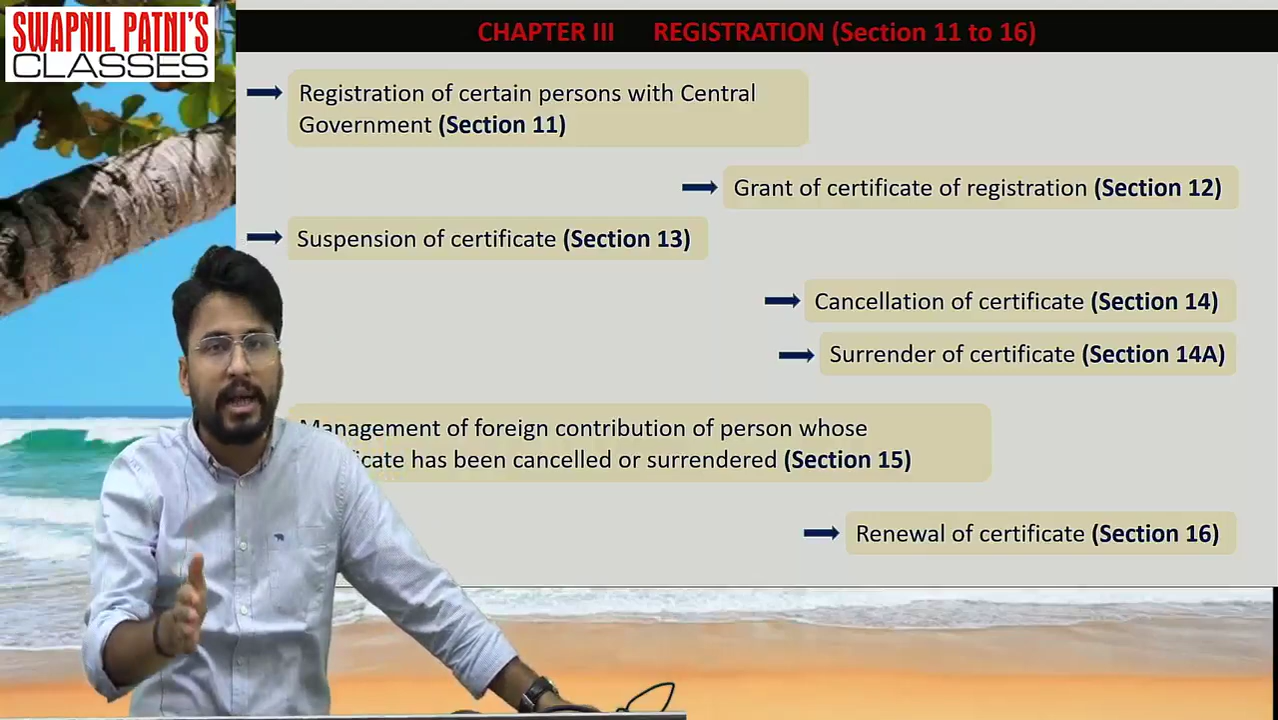 SWAPNIL PATNI'S
CLASSES
CHAPTER III REGISTRATION (Section 11 to 16)
Registration of certain persons with Central
Government (Section 11)
Grant of certificate of registration (Section 12)
Suspension of certificate (Section 13)
Cancellation of certificate (Section 14)
Surrender of certificate (Section 14A)
Management of foreign contribution of person whose
icate has been cancelled or surrendered (Section 15)
Renewal of certificate (Section 16)